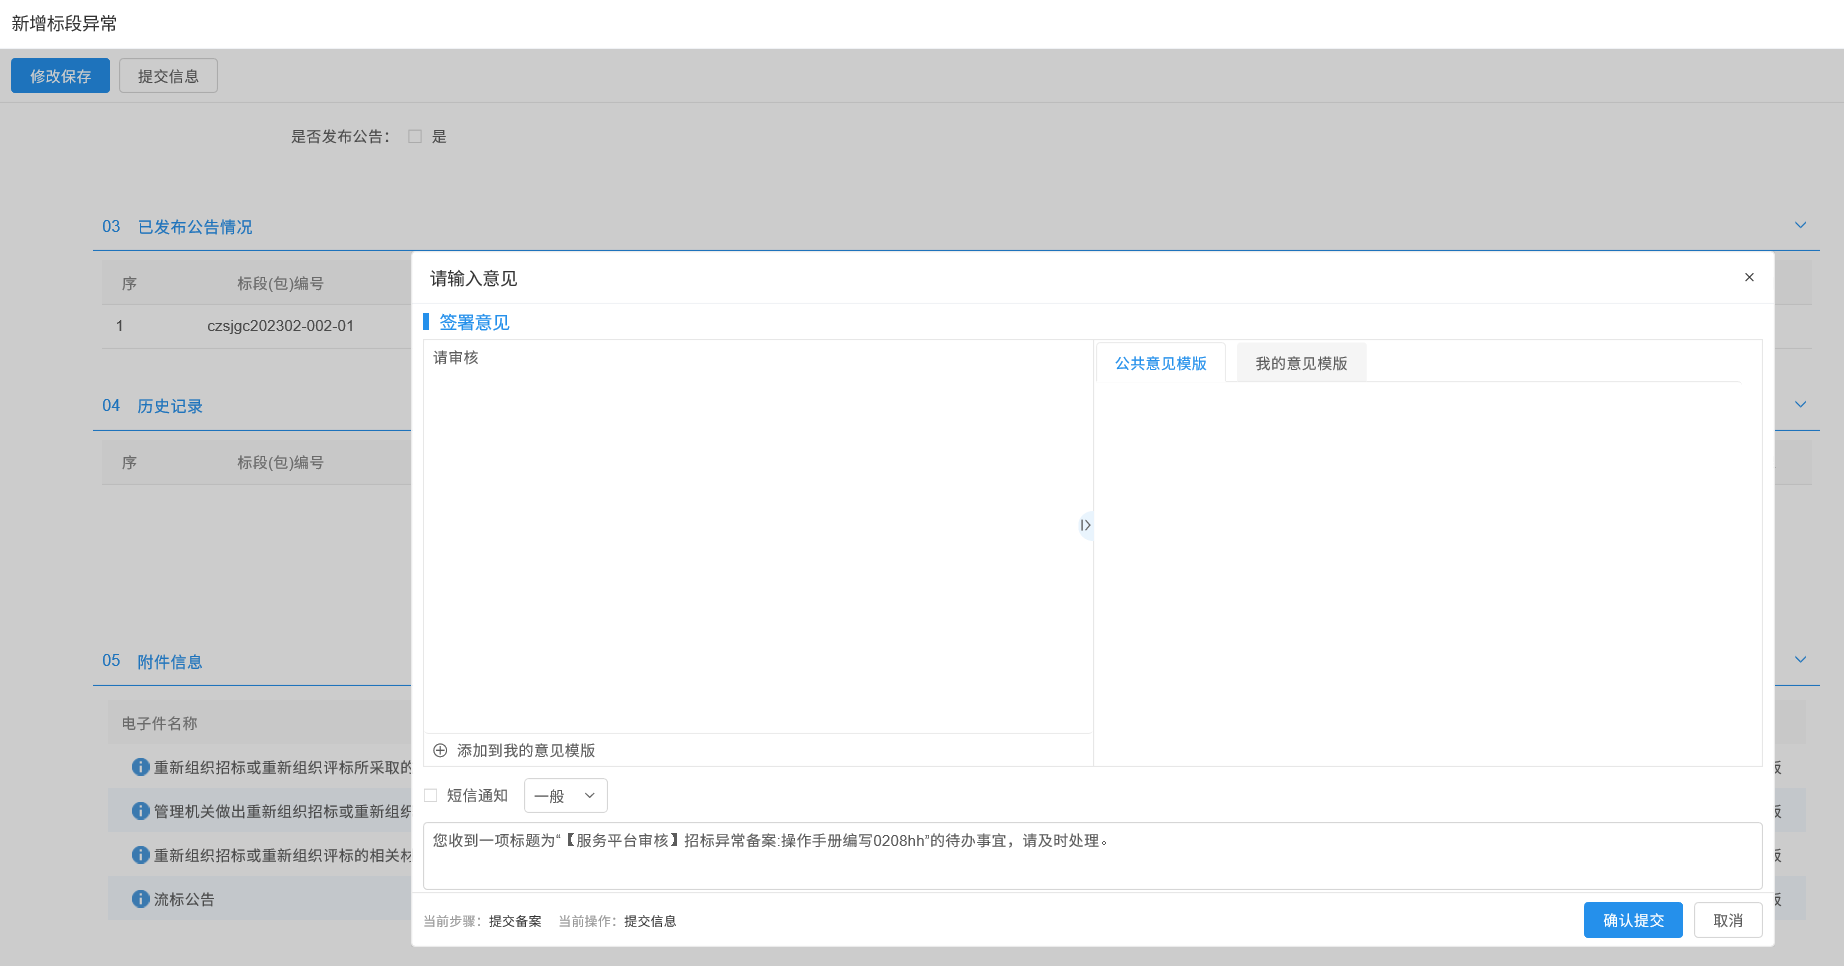 新增标段异常
修改保存 提交信息
是否发布公告： 是
03 已发布公告情况
序 标段(包)编号
1 czsjgc202302-002-01
04 历史记录
序 标段(包)编号
05 附件信息
电子件名称
重新组织招标或重新组织评标所采取的
管理机关做出重新组织招标或重新组织
重新组织招标或重新组织评标的相关材
流标公告
请输入意见
签署意见
请审核
公共意见模版 我的意见模版
添加到我的意见模版
短信通知 一般
您收到一项标题为“【服务平台审核】招标异常备案:操作手册编写0208hh”的待办事宜，请及时处理。
当前步骤：提交备案 当前操作：提交信息
确认提交 取消